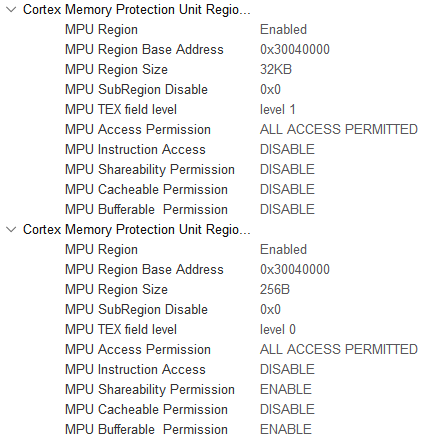 Cortex Memory Protection Unit Regio...
MPU Region Enabled
MPU Region Base Address 0x30040000
MPU Region Size 32KB
MPU SubRegion Disable 0x0
MPU TEX field level level 1
MPU Access Permission ALL ACCESS PERMITTED
MPU Instruction Access DISABLE
MPU Shareability Permission DISABLE
MPU Cacheable Permission DISABLE
MPU Bufferable  Permission DISABLE
Cortex Memory Protection Unit Regio...
MPU Region Enabled
MPU Region Base Address 0x30040000
MPU Region Size 256B
MPU SubRegion Disable 0x0
MPU TEX field level level 0
MPU Access Permission ALL ACCESS PERMITTED
MPU Instruction Access DISABLE
MPU Shareability Permission ENABLE
MPU Cacheable Permission DISABLE
MPU Bufferable  Permission ENABLE